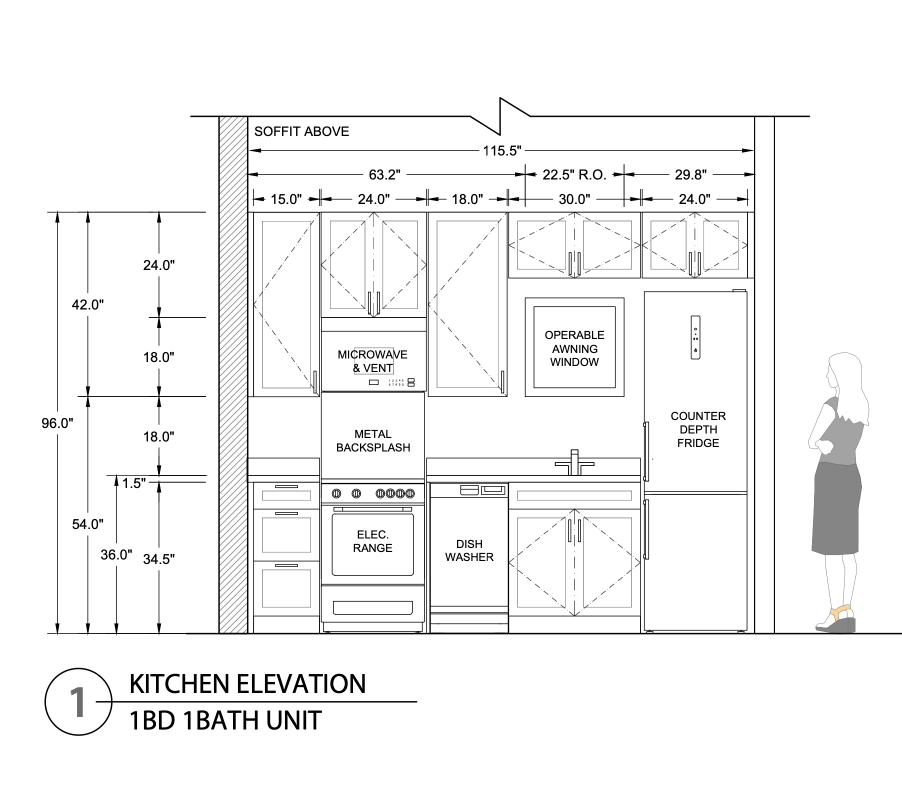 SOFFIT ABOVE
115.5"
63.2" 22.5" R.O. 29.8"
15.0" 24.0" 18.0" 30.0" 24.0"
24.0"
42.0"
18.0"
96.0"
18.0"
1.5"
54.0"
36.0"
34.5"
MICROWAVE
& VENT
OPERABLE
AWNING
WINDOW
METAL
BACKSPLASH
COUNTER
DEPTH
FRIDGE
ELEC.
RANGE
DISH
WASHER
1
KITCHEN ELEVATION
1BD 1BATH UNIT